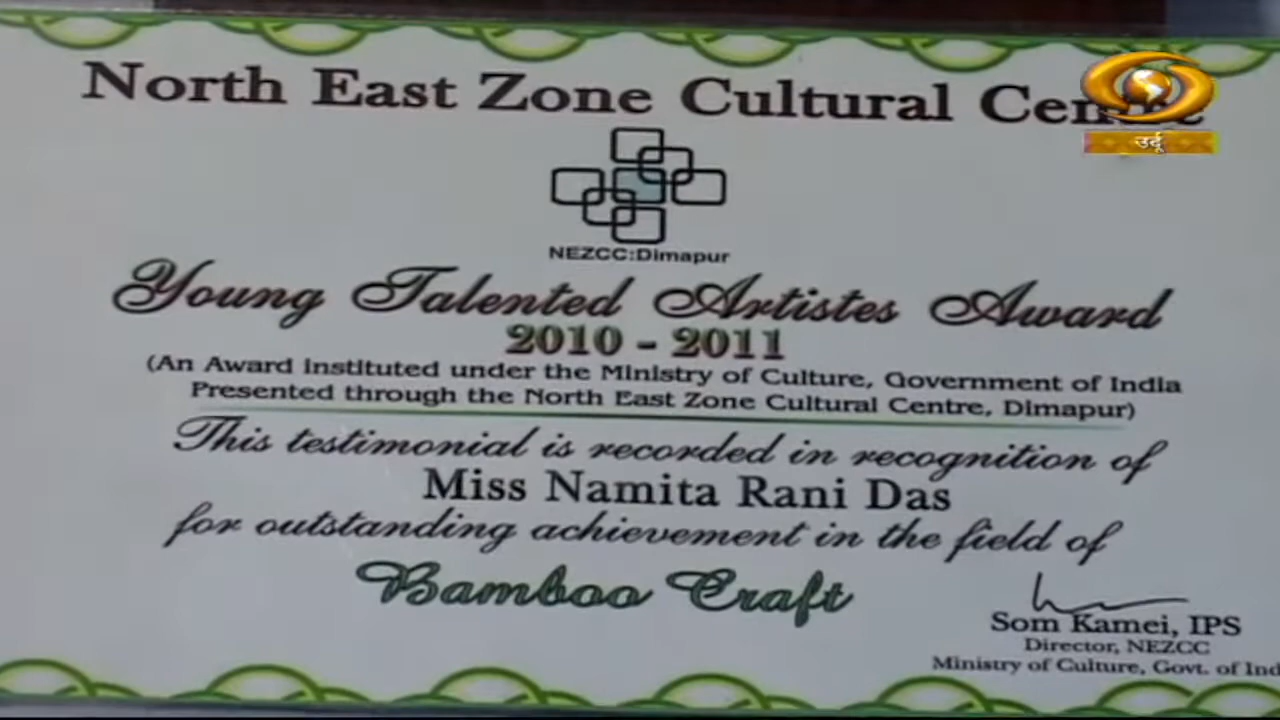 North East Zone Cultural Centre
उर्दू
NEZCC:Dimapur
Young Talented Artistes Award
2010 - 2011
(An Award instituted under the Ministry of Culture, Government of India
Presented through the North East Zone Cultural Centre, Dimapur)
This testimonial is recorded in recognition of
Miss Namita Rani Das
for outstanding achievement in the field of
Bamboo Craft
Som Kamei, IPS
Director, NEZCC
Ministry of Culture, Govt. of Ind